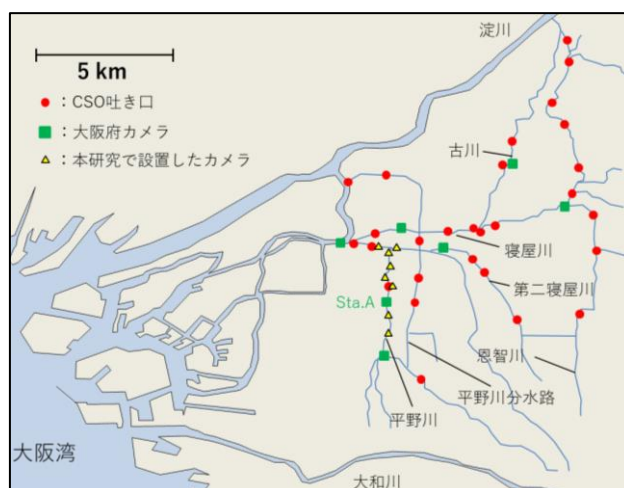 淀川
5 km
：CSO吐き口
：大阪府カメラ
：本研究で設置したカメラ
古川
寝屋川
Sta.A
第二寝屋川
恩智川
平野川分水路
平野川
大阪湾
大和川